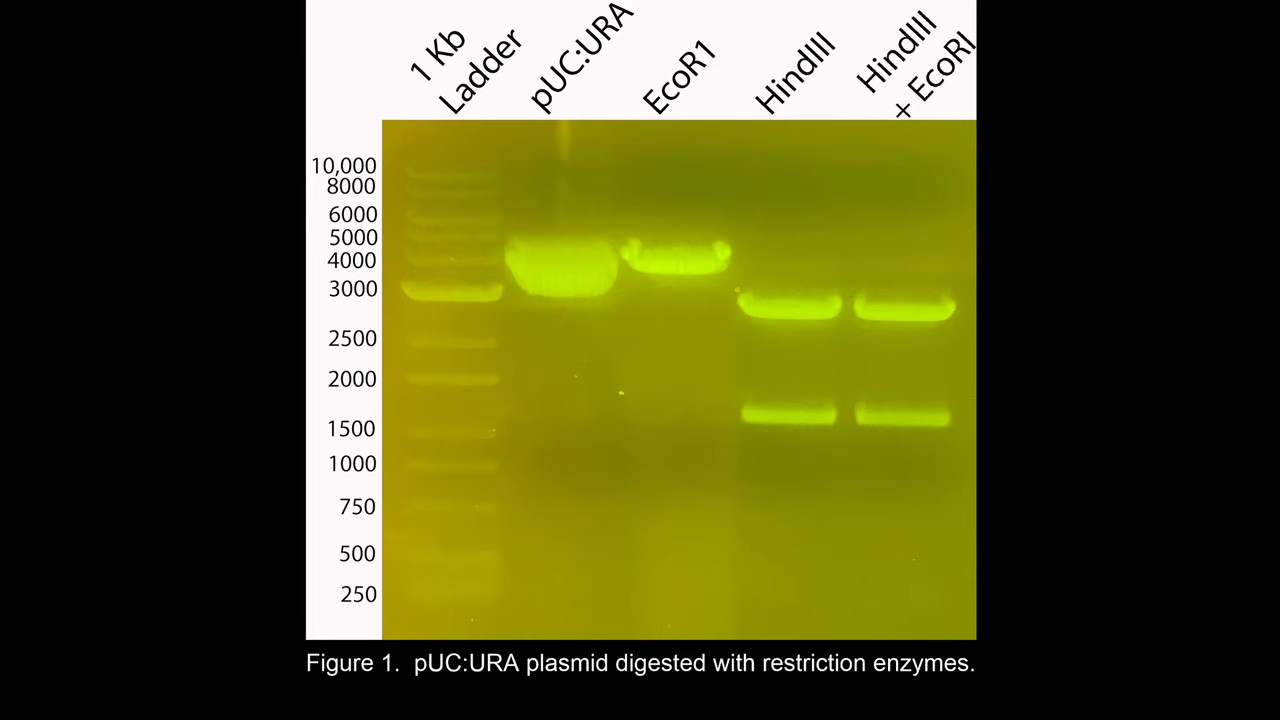 1 Kb
Ladder
pUC:URA
EcoR1
HindIII
HindIII
+ EcoRI
10,000
8000
6000
5000
4000
3000
2500
2000
1500
1000
750
500
250
Figure 1. pUC:URA plasmid digested with restriction enzymes.